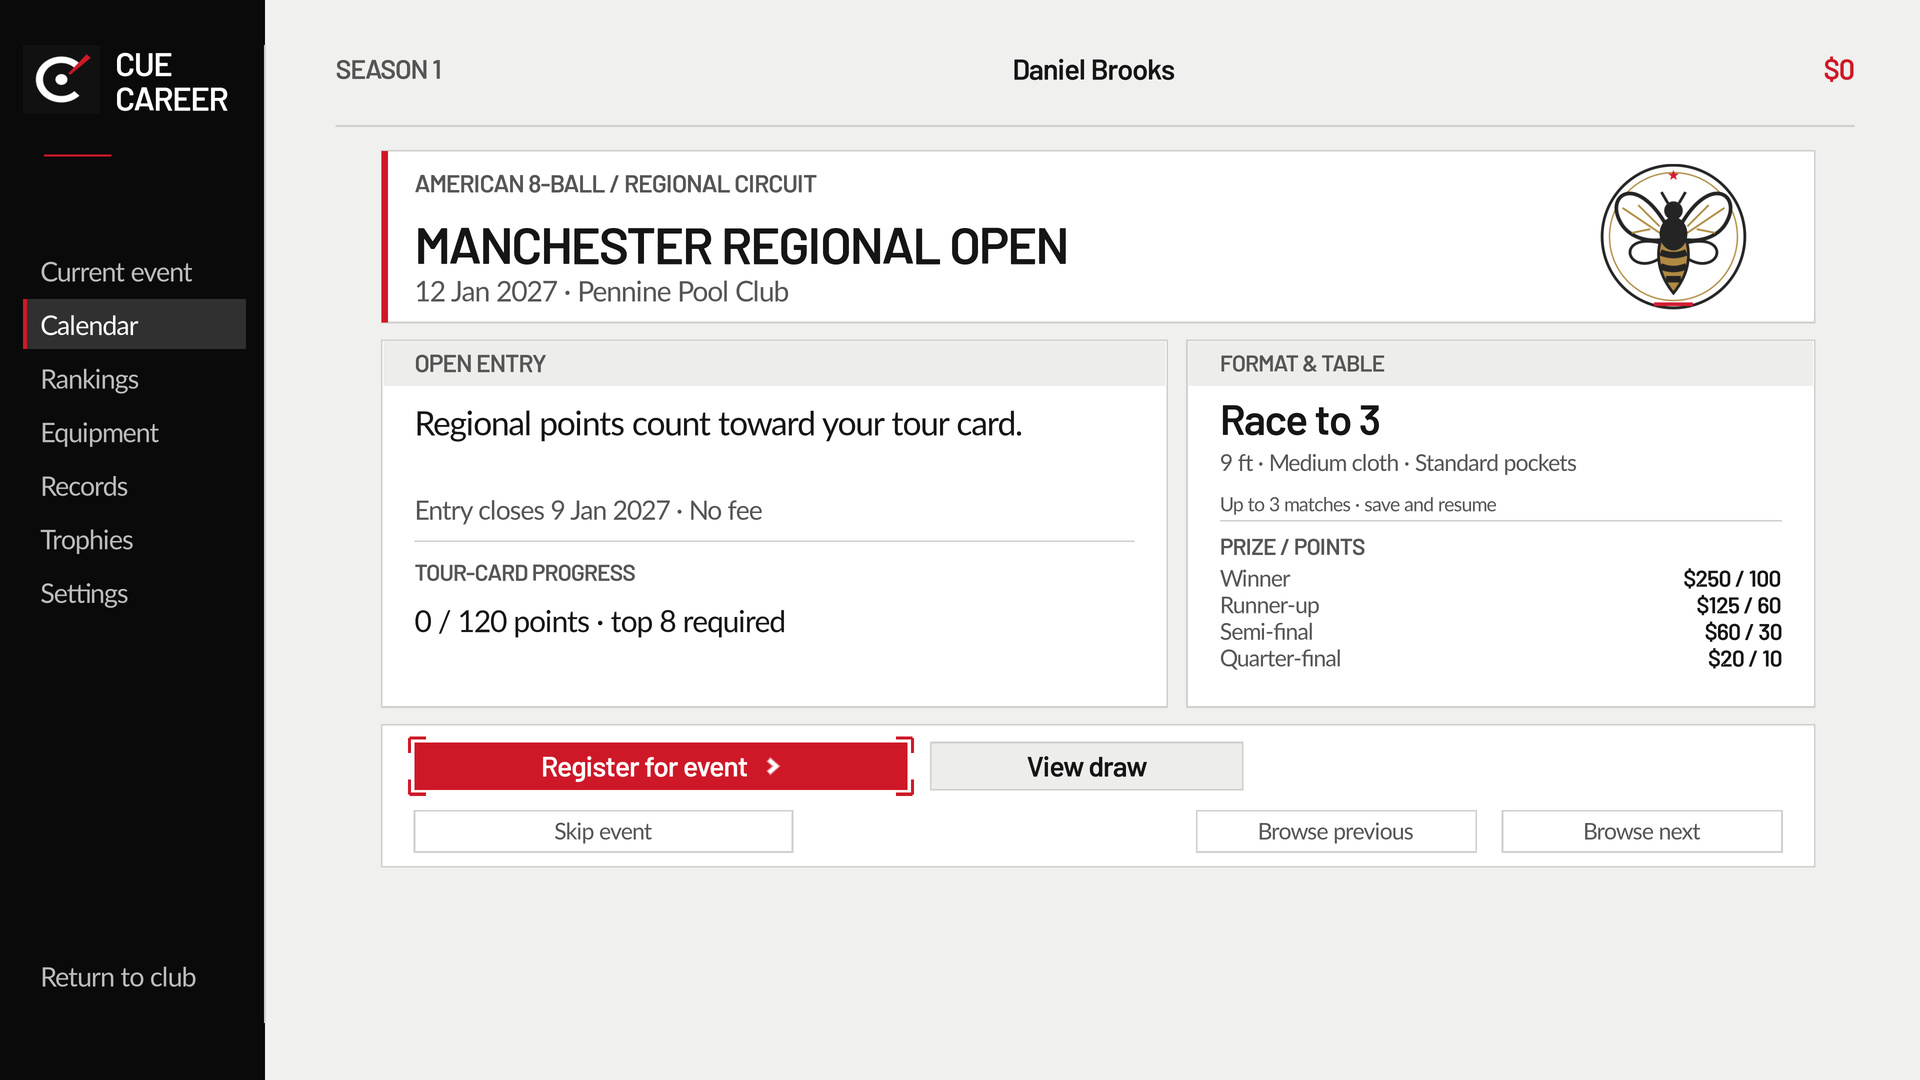 CUE
CAREER
Current event
Calendar
Rankings
Equipment
Records
Trophies
Settings
Return to club
SEASON 1
Daniel Brooks
$0
AMERICAN 8-BALL / REGIONAL CIRCUIT
MANCHESTER REGIONAL OPEN
12 Jan 2027 · Pennine Pool Club
OPEN ENTRY
Regional points count toward your tour card.
Entry closes 9 Jan 2027 · No fee
TOUR-CARD PROGRESS
0 / 120 points · top 8 required
FORMAT & TABLE
Race to 3
9 ft · Medium cloth · Standard pockets
Up to 3 matches · save and resume
PRIZE / POINTS
Winner $250 / 100
Runner-up $125 / 60
Semi-final $60 / 30
Quarter-final $20 / 10
Register for event
View draw
Skip event
Browse previous
Browse next